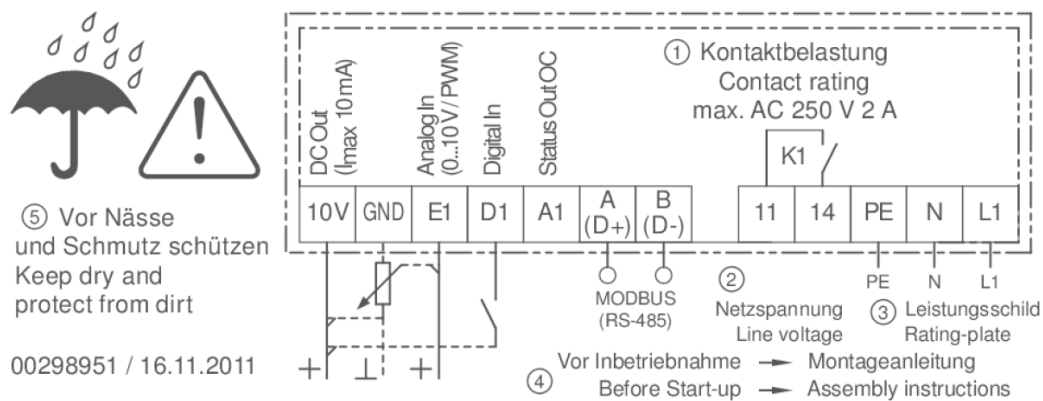 ① Kontaktbelastung
Contact rating
max. AC 250 V 2 A
DC Out
(Imax 10 mA)
Analog In
(0...10 V / PWM)
Digital In
Status Out OC
K1
10V GND E1 D1 A1 A (D+) B (D-) 11 14 PE N L1
PE N L1
MODBUS
(RS-485)
② Netzspannung
Line voltage
③ Leistungsschild
Rating-plate
④ Vor Inbetriebnahme → Montageanleitung
Before Start-up → Assembly instructions
⑤ Vor Nässe
und Schmutz schützen
Keep dry and
protect from dirt
00298951 / 16.11.2011
+ ⊥ +